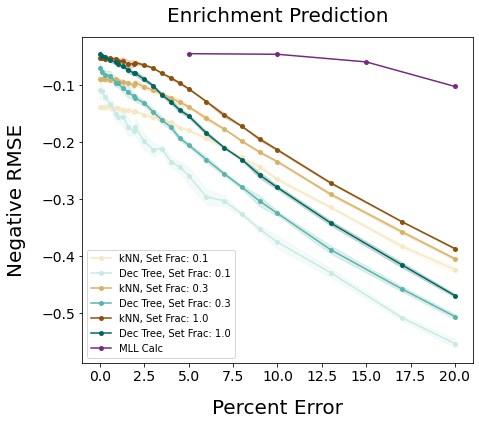 Enrichment Prediction
Negative RMSE
−0.1
−0.2
−0.3
−0.4
−0.5
kNN, Set Frac: 0.1
Dec Tree, Set Frac: 0.1
kNN, Set Frac: 0.3
Dec Tree, Set Frac: 0.3
kNN, Set Frac: 1.0
Dec Tree, Set Frac: 1.0
MLL Calc
0.0 2.5 5.0 7.5 10.0 12.5 15.0 17.5 20.0
Percent Error